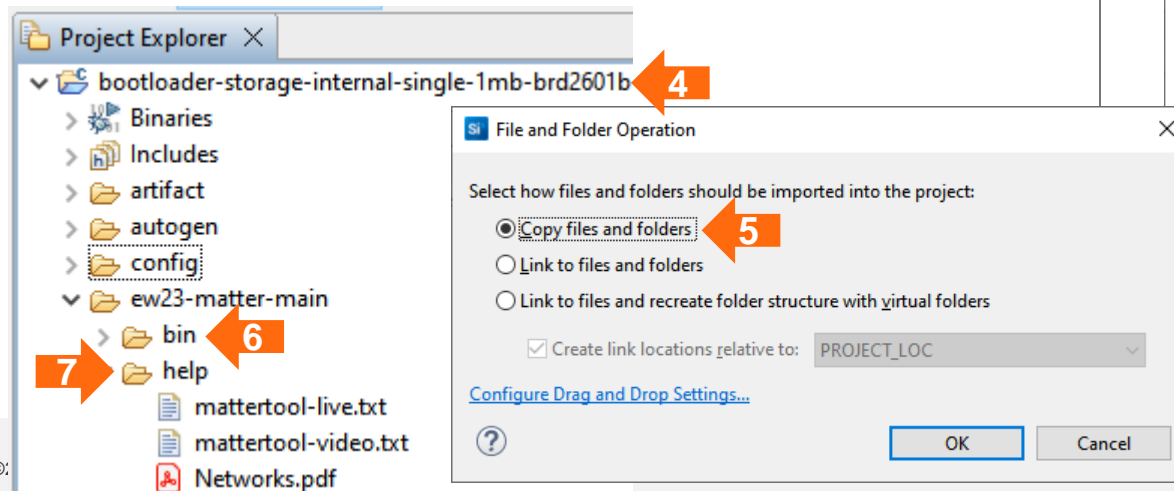 Project Explorer
bootloader-storage-internal-single-1mb-brd2601b
4
Binaries
Includes
artifact
autogen
config
ew23-matter-main
bin
6
7
help
mattertool-live.txt
mattertool-video.txt
Networks.pdf
Si
File and Folder Operation
Select how files and folders should be imported into the project:
Copy files and folders
5
Link to files and folders
Link to files and recreate folder structure with virtual folders
Create link locations relative to: PROJECT_LOC
Configure Drag and Drop Settings...
?
OK Cancel